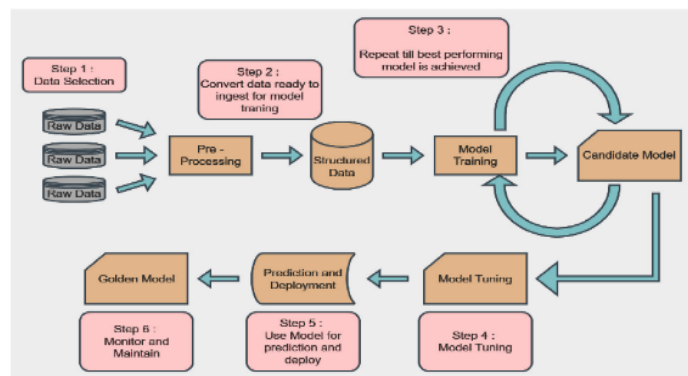 Step 1 :
Data Selection
Step 2 :
Convert data ready to
ingest for model
traning
Step 3 :
Repeat till best performing
model is achieved
Raw Data
Raw Data
Raw Data
Pre -
Processing
Structured
Data
Model
Training
Candidate Model
Golden Model
Prediction and
Deployment
Model Tuning
Step 6 :
Monitor and
Maintain
Step 5 :
Use Model for
prediction and
deploy
Step 4 :
Model Tuning